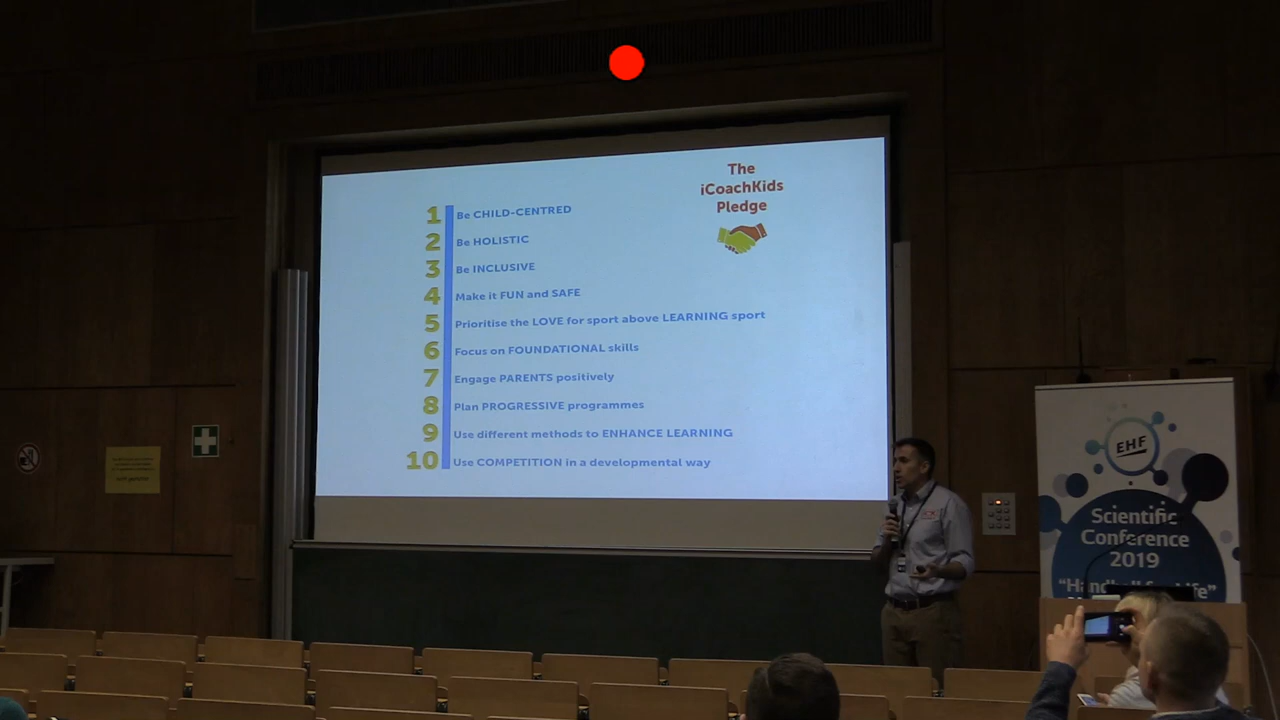 The
iCoachKids
Pledge
1 Be CHILD-CENTRED
2 Be HOLISTIC
3 Be INCLUSIVE
4 Make it FUN and SAFE
5 Prioritise the LOVE for sport above LEARNING sport
6 Focus on FOUNDATIONAL skills
7 Engage PARENTS positively
8 Plan PROGRESSIVE programmes
9 Use different methods to ENHANCE LEARNING
10 Use COMPETITION in a developmental way
EHF
Scientific
Conference
2019
"Handball for Life"